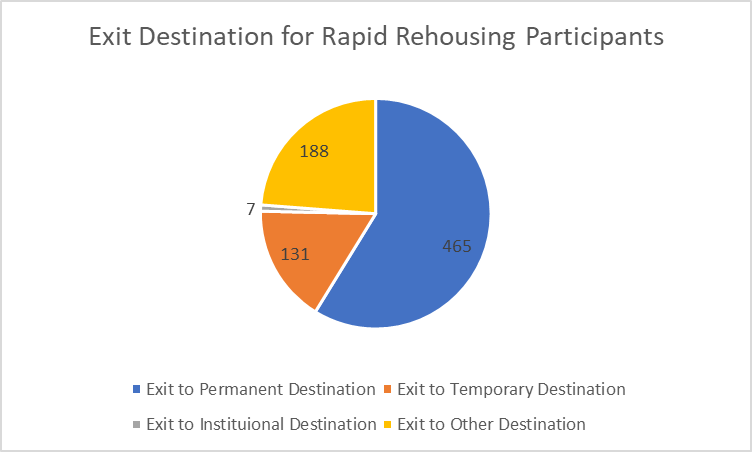 Exit Destination for Rapid Rehousing Participants
188
7
465
131
Exit to Permanent Destination Exit to Temporary Destination
Exit to Instituional Destination Exit to Other Destination